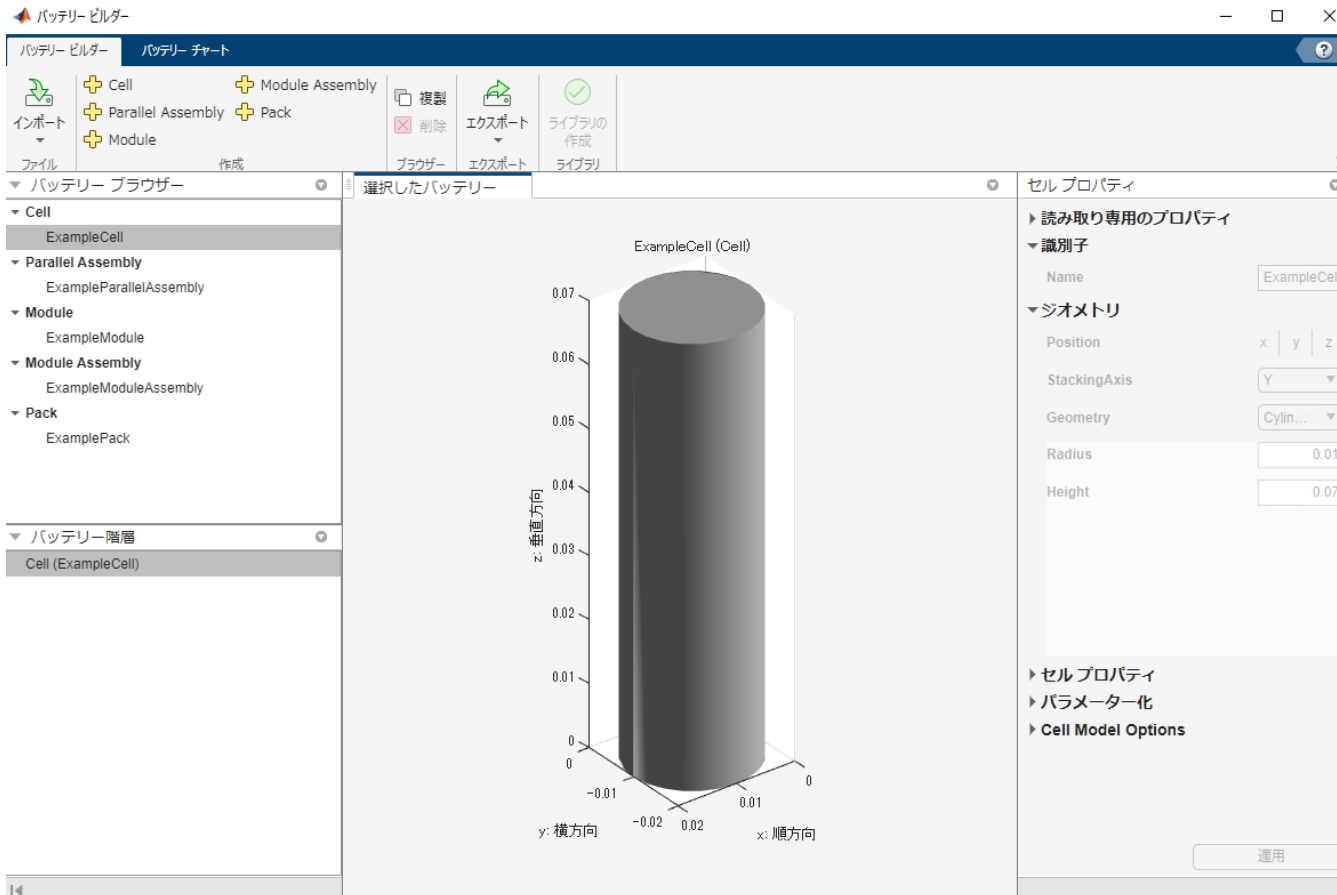 バッテリー ビルダー
バッテリー ビルダー バッテリー チャート
?
インポート
Cell
Parallel Assembly
Module
Module Assembly
Pack
複製
削除
エクスポート
ライブラリの
作成
ファイル 作成 ブラウザー エクスポート ライブラリ
バッテリー ブラウザー
Cell
ExampleCell
Parallel Assembly
ExampleParallelAssembly
Module
ExampleModule
Module Assembly
ExampleModuleAssembly
Pack
ExamplePack
バッテリー階層
Cell (ExampleCell)
選択したバッテリー
ExampleCell (Cell)
0.07
0.06
0.05
0.04
0.03
0.02
0.01
0
z: 垂直方向
0
-0.01
-0.02
y: 横方向
0.02
0.01
0
x: 順方向
セル プロパティ
読み取り専用のプロパティ
識別子
Name ExampleCel
ジオメトリ
Position x y z
StackingAxis Y
Geometry Cylin...
Radius 0.01
Height 0.07
セル プロパティ
パラメーター化
Cell Model Options
適用